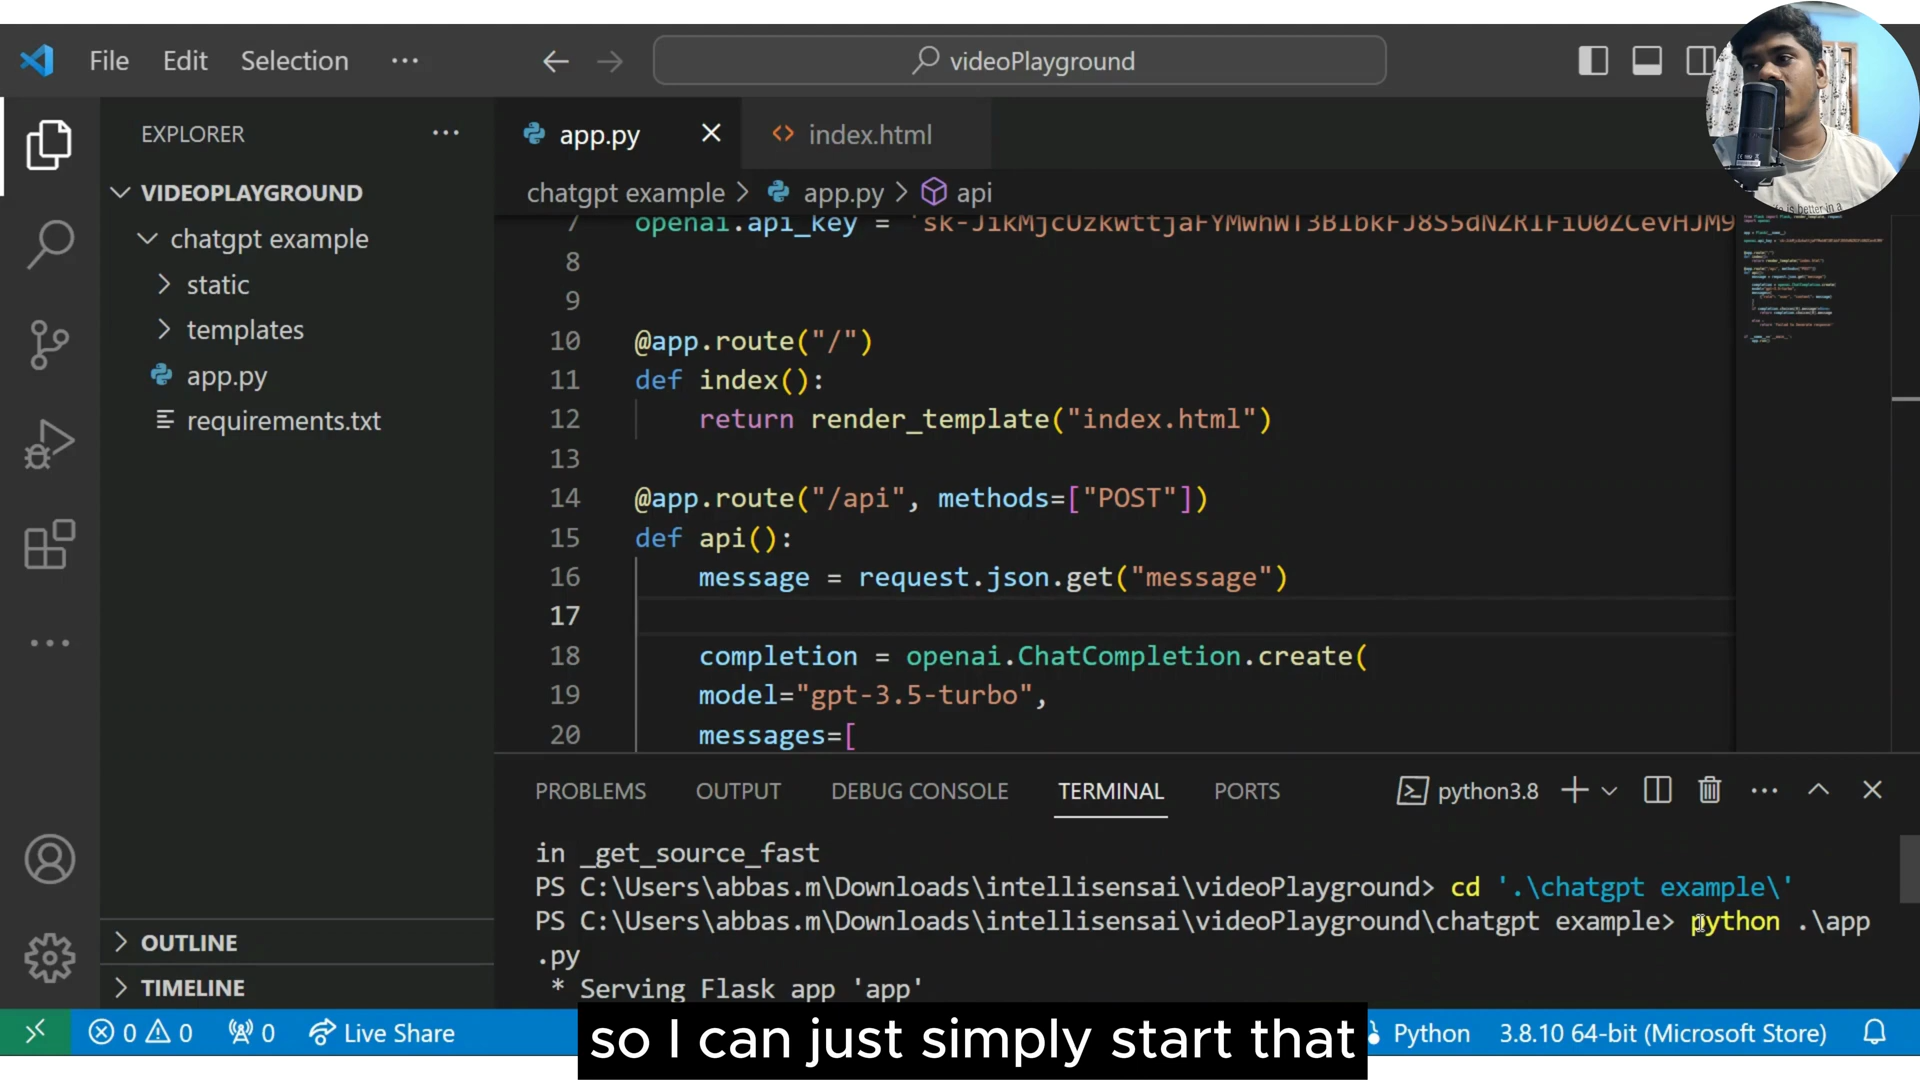 File Edit Selection ...
videoPlayground
EXPLORER ...
app.py
index.html
VIDEOPLAYGROUND
chatgpt example > app.py > api
chatgpt example
static
templates
app.py
requirements.txt
7 openai.api_key =
8
9
10 @app.route("/")
11 def index():
12 return render_template("index.html")
13
14 @app.route("/api", methods=["POST"])
15 def api():
16 message = request.json.get("message")
17
18 completion = openai.ChatCompletion.create(
19 model="gpt-3.5-turbo",
20 messages=[
PROBLEMS OUTPUT DEBUG CONSOLE TERMINAL PORTS
python3.8
in _get_source_fast
PS C:\Users\abbas.m\Downloads\intellisensai\videoPlayground> cd '.\chatgpt example\'
PS C:\Users\abbas.m\Downloads\intellisensai\videoPlayground\chatgpt example> python .\app
.py
* Serving Flask app 'app'
OUTLINE
TIMELINE
0 0 0 Live Share
Python 3.8.10 64-bit (Microsoft Store)
so I can just simply start that